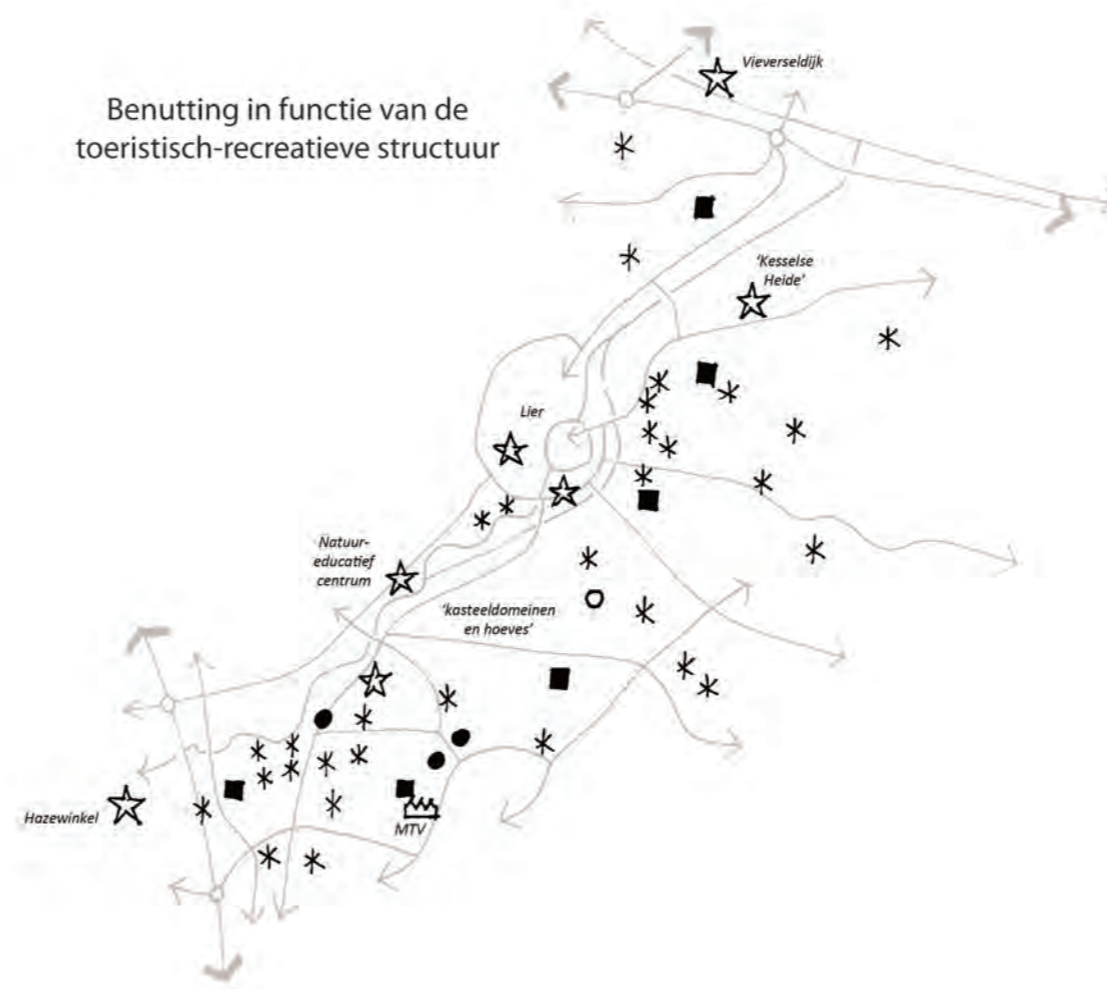 Benutting in functie van de
toeristisch-recreatieve structuur
Vieverseldijk
'Kesselse
Heide'
Lier
Natuur-
educatief
centrum
'kasteeldomeinen
en hoeves'
Hazewinkel
MTV